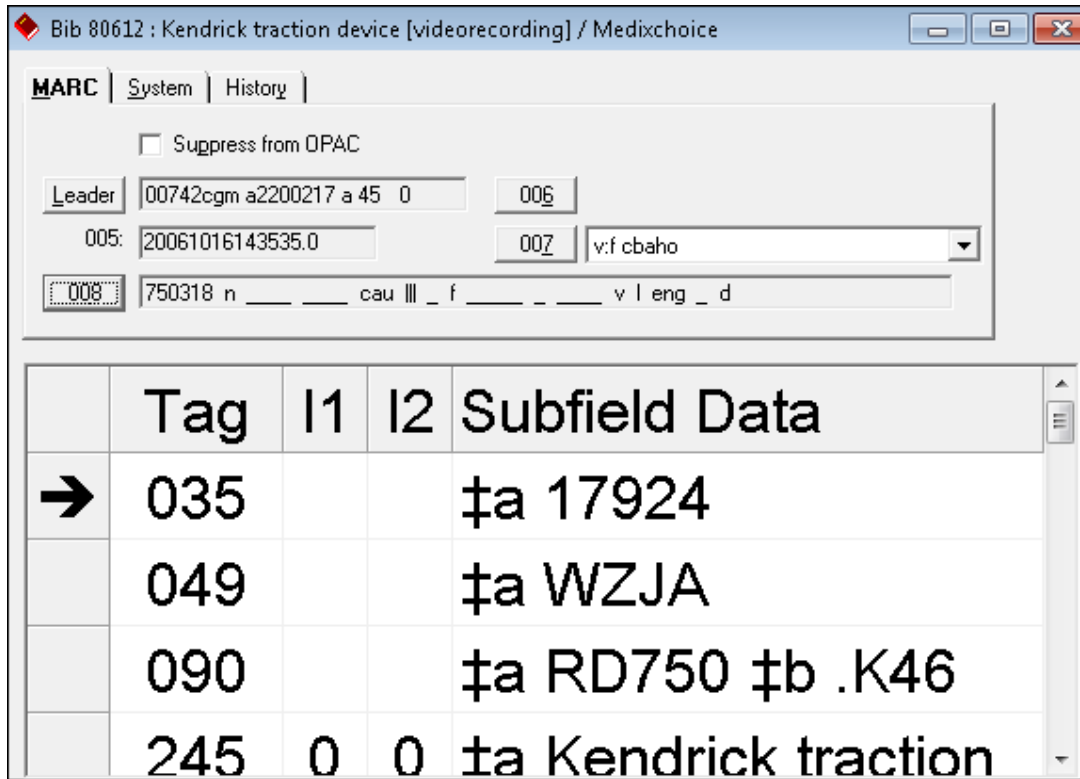 Bib 80612 : Kendrick traction device [videorecording] / Medixchoice
MARC System History
Suppress from OPAC
Leader 00742cgm a2200217 a 45 0 006
005: 20061016143535.0 007 v:f cbaho
008 750318 n ____ ____ cau lll _ f _____ _ ____ v l eng _ d
Tag I1 I2 Subfield Data
035 ‡a 17924
049 ‡a WZJA
090 ‡a RD750 ‡b .K46
245 0 0 ‡a Kendrick traction